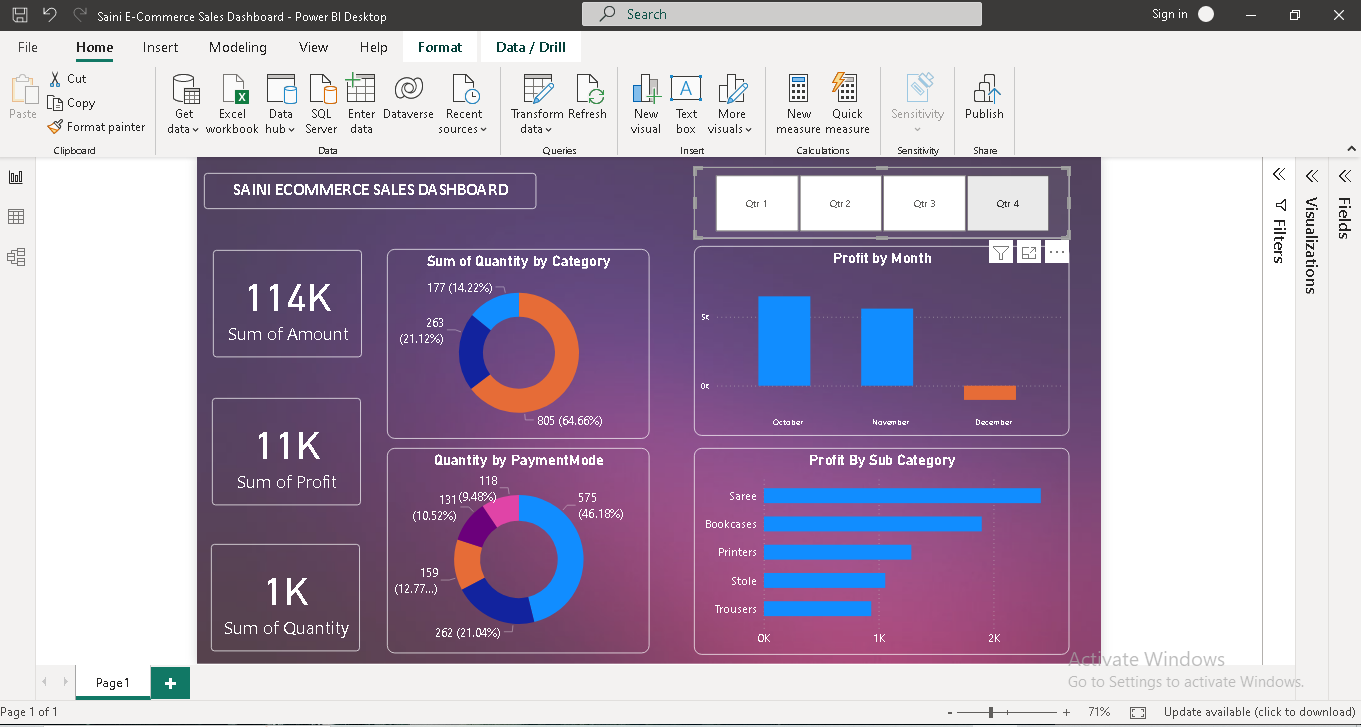 Saini E-Commerce Sales Dashboard - Power BI Desktop
Search
Sign in
File Home Insert Modeling View Help Format Data / Drill
Paste
Cut
Copy
Format painter
Clipboard
Get data
Excel workbook
Data hub
SQL Server
Enter data
Dataverse
Recent sources
Data
Transform data
Refresh
Queries
New visual
Text box
More visuals
Insert
New measure
Quick measure
Calculations
Sensitivity
Sensitivity
Publish
Share
SAINI ECOMMERCE SALES DASHBOARD
Qtr 1 Qtr 2 Qtr 3 Qtr 4
114K
Sum of Amount
11K
Sum of Profit
1K
Sum of Quantity
Sum of Quantity by Category
177 (14.22%)
263
(21.12%)
805 (64.66%)
Quantity by PaymentMode
118
(9.48%)
131
(10.52%)
575
(46.18%)
159
(12.77...)
262 (21.04%)
Profit by Month
5K
0K
October November December
Profit By Sub Category
Saree
Bookcases
Printers
Stole
Trousers
0K 1K 2K
Filters
Visualizations
Fields
Activate Windows
Go to Settings to activate Windows.
Page1
+
Page 1 of 1
- + 71%
Update available (click to download)